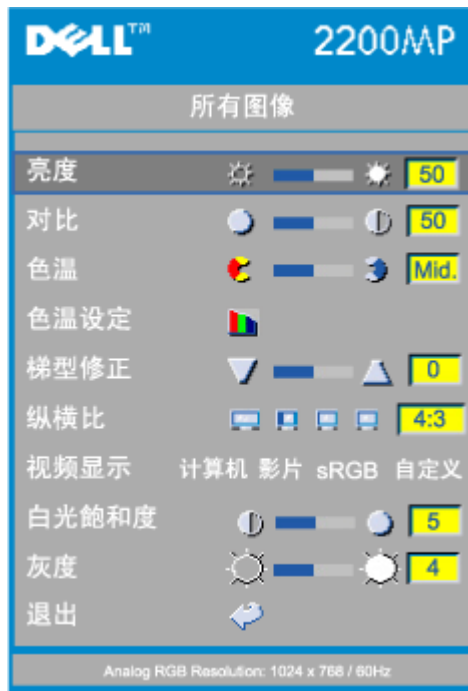 DELL™ 2200MP
所有图像
亮度 50
对比 50
色温 Mid.
色温设定
梯型修正 0
纵横比 4:3
视频显示 计算机 影片 sRGB 自定义
白光飽和度 5
灰度 4
退出
Analog RGB Resolution: 1024 x 768 / 60Hz